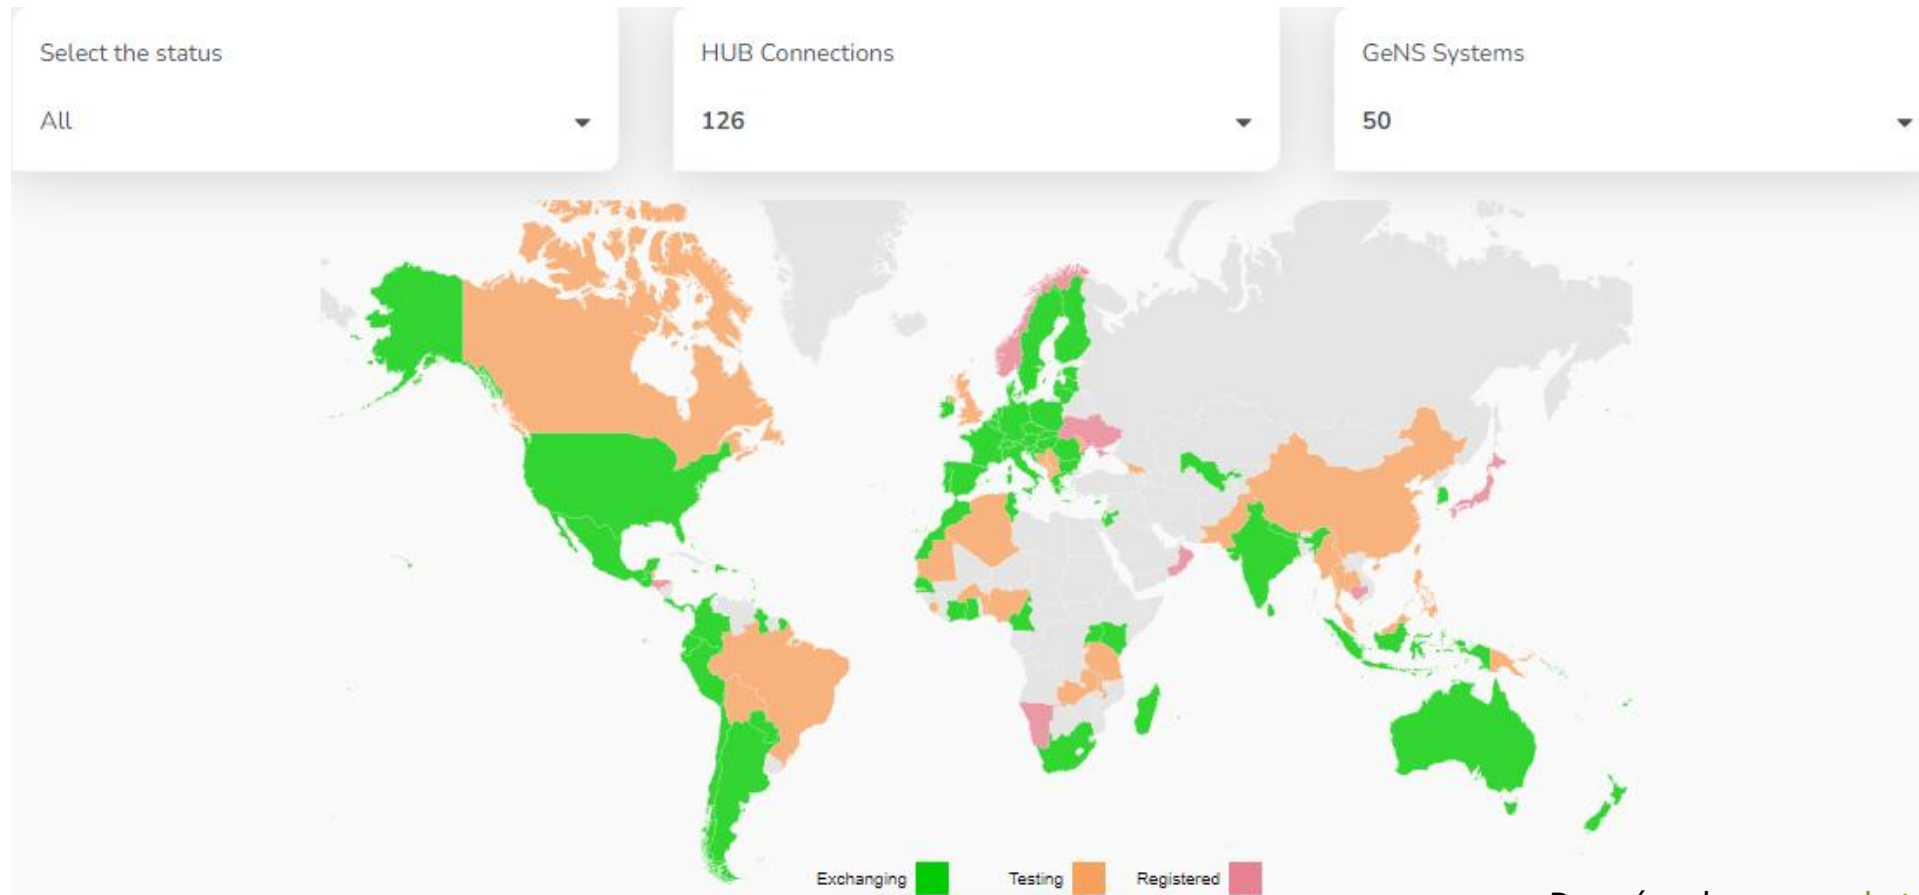 Select the status
HUB Connections
GeNS Systems
All
126
50
Exchanging
Testing
Registered